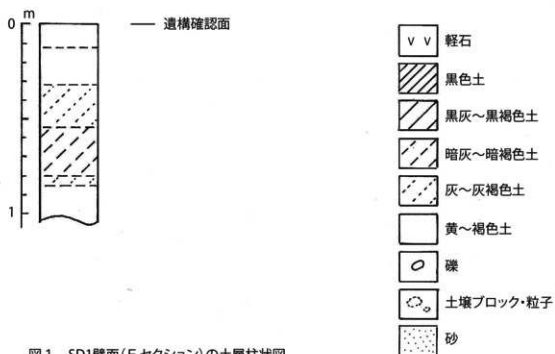 m
0
遺構確認面
1
軽石
黒色土
黒灰～黒褐色土
暗灰～暗褐色土
灰～灰褐色土
黄～褐色土
礫
土壌ブロック・粒子
砂
図1 SD1壁面(Eセクション)の土層柱状図